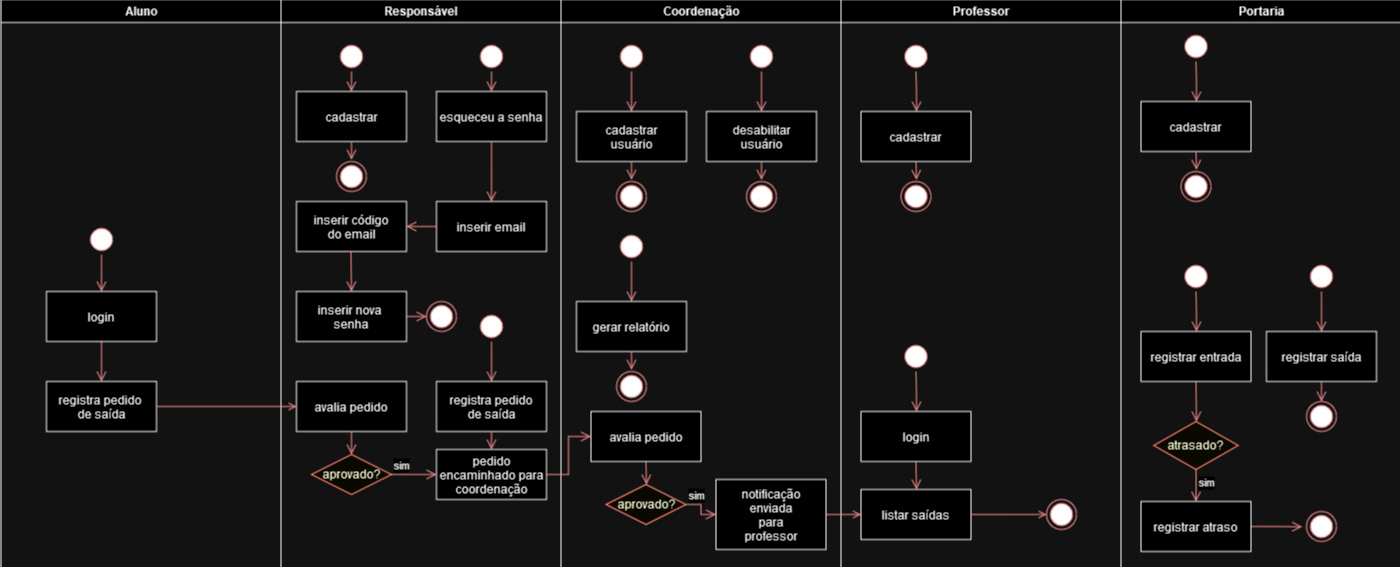 Aluno
Responsável
Coordenação
Professor
Portaria
login
registra pedido
de saída
cadastrar
esqueceu a senha
inserir código
do email
inserir email
inserir nova
senha
avalia pedido
registra pedido
de saída
aprovado?
sim
pedido
encaminhado para
coordenação
cadastrar
usuário
desabilitar
usuário
gerar relatório
avalia pedido
aprovado?
sim
notificação
enviada
para
professor
cadastrar
login
listar saídas
cadastrar
registrar entrada
registrar saída
atrasado?
sim
registrar atraso